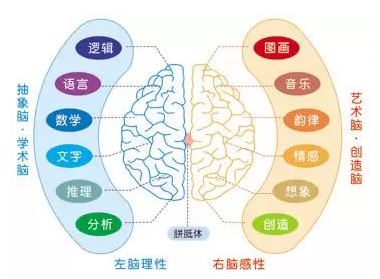 抽象脑·学术脑
逻辑
语言
数学
文字
推理
分析
图画
音乐
韵律
情感
想象
创造
艺术脑·创造脑
胼胝体
左脑理性
右脑感性